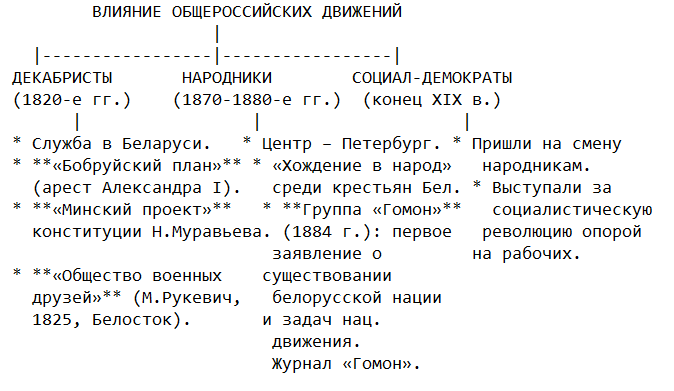 ВЛИЯНИЕ ОБЩЕРОССИЙСКИХ ДВИЖЕНИЙ
|
|-----------------|-----------------|
ДЕКАБРИСТЫ НАРОДНИКИ СОЦИАЛ-ДЕМОКРАТЫ
(1820-е гг.) (1870-1880-е гг.) (конец XIX в.)
| | |
* Служба в Беларуси. * Центр – Петербург. * Пришли на смену
* **«Бобруйский план»** * «Хождение в народ» народникам.
(арест Александра I). среди крестьян Бел. * Выступали за
* **«Минский проект»** * **Группа «Гомон»** социалистическую
конституции Н.Муравьева. (1884 г.): первое революцию опорой
заявление о на рабочих.
* **«Общество военных существовании
друзей»** (М.Рукевич, белорусской нации
1825, Белосток). и задач нац.
движения.
Журнал «Гомон».